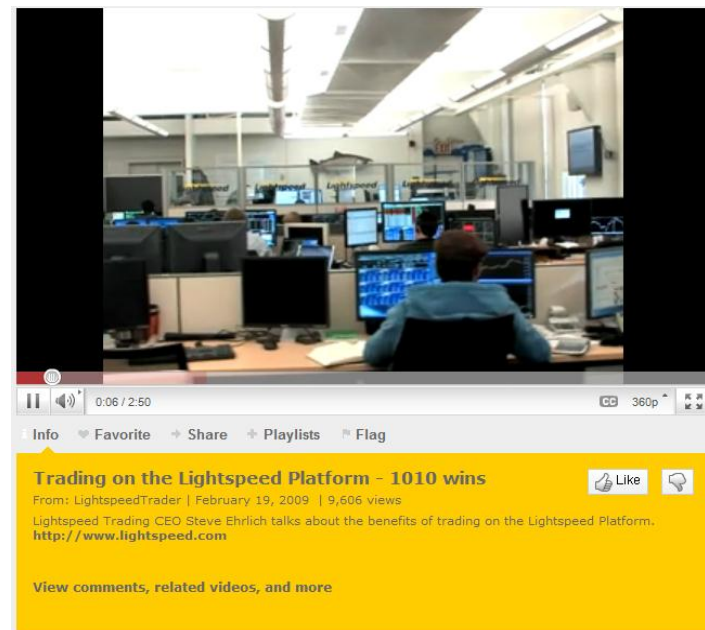 Lightspeed
Lightspeed
0:06 / 2:50
CC
360p
Info
Favorite
Share
Playlists
Flag
Trading on the Lightspeed Platform - 1010 wins
Like
From: LightspeedTrader | February 19, 2009 | 9,606 views
Lightspeed Trading CEO Steve Ehrlich talks about the benefits of trading on the Lightspeed Platform.
http://www.lightspeed.com
View comments, related videos, and more